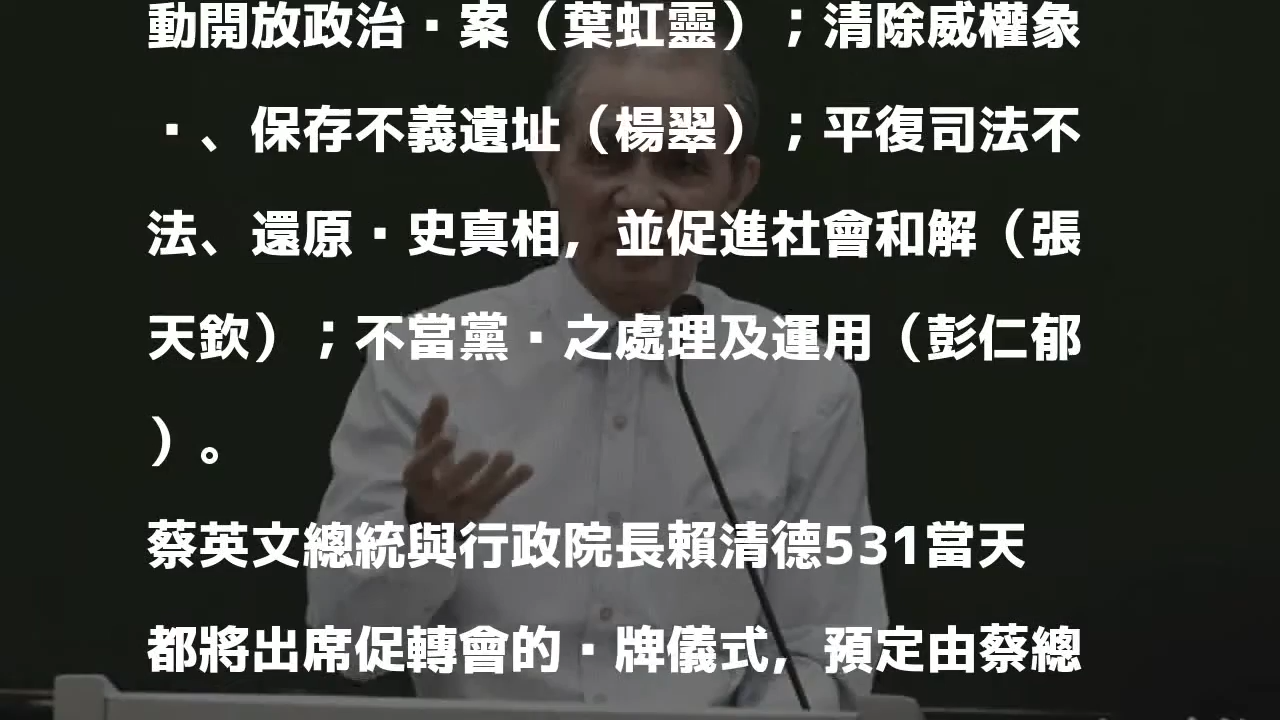 動開放政治·案（葉虹靈）；清除威權象
·、保存不義遺址（楊翠）；平復司法不
法、還原·史真相，並促進社會和解（張
天欽）；不當黨·之處理及運用（彭仁郁
）。
蔡英文總統與行政院長賴清德531當天
都將出席促轉會的·牌儀式，預定由蔡總